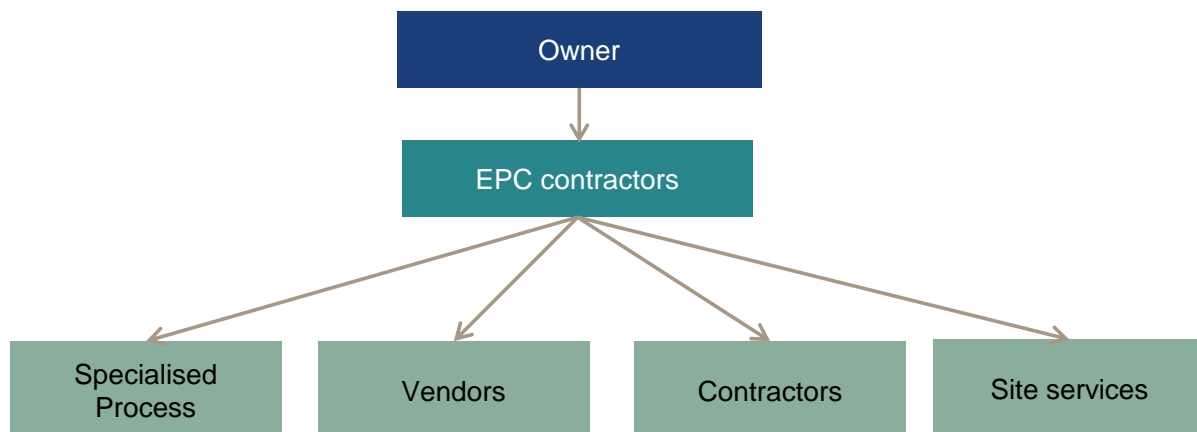 Owner
EPC contractors
Specialised
Process
Vendors
Contractors
Site services